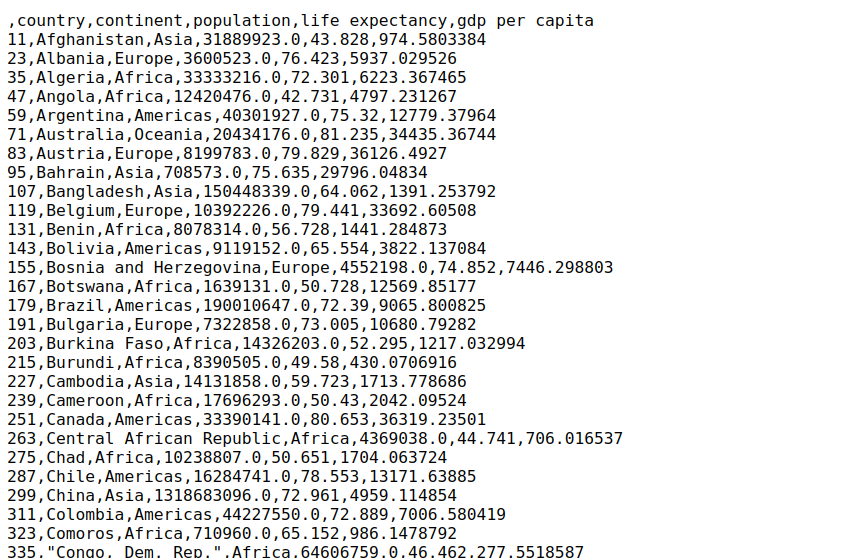 ,country,continent,population,life expectancy,gdp per capita
11,Afghanistan,Asia,31889923.0,43.828,974.5803384
23,Albania,Europe,3600523.0,76.423,5937.029526
35,Algeria,Africa,33333216.0,72.301,6223.367465
47,Angola,Africa,12420476.0,42.731,4797.231267
59,Argentina,Americas,40301927.0,75.32,12779.37964
71,Australia,Oceania,20434176.0,81.235,34435.36744
83,Austria,Europe,8199783.0,79.829,36126.4927
95,Bahrain,Asia,708573.0,75.635,29796.04834
107,Bangladesh,Asia,150448339.0,64.062,1391.253792
119,Belgium,Europe,10392226.0,79.441,33692.60508
131,Benin,Africa,8078314.0,56.728,1441.284873
143,Bolivia,Americas,9119152.0,65.554,3822.137084
155,Bosnia and Herzegovina,Europe,4552198.0,74.852,7446.298803
167,Botswana,Africa,1639131.0,50.728,12569.85177
179,Brazil,Americas,190010647.0,72.39,9065.800825
191,Bulgaria,Europe,7322858.0,73.005,10680.79282
203,Burkina Faso,Africa,14326203.0,52.295,1217.032994
215,Burundi,Africa,8390505.0,49.58,430.0706916
227,Cambodia,Asia,14131858.0,59.723,1713.778686
239,Cameroon,Africa,17696293.0,50.43,2042.09524
251,Canada,Americas,33390141.0,80.653,36319.23501
263,Central African Republic,Africa,4369038.0,44.741,706.016537
275,Chad,Africa,10238807.0,50.651,1704.063724
287,Chile,Americas,16284741.0,78.553,13171.63885
299,China,Asia,1318683096.0,72.961,4959.114854
311,Colombia,Americas,44227550.0,72.889,7006.580419
323,Comoros,Africa,710960.0,65.152,986.1478792
335,"Congo, Dem. Rep.",Africa,64606759.0,46.462,277.5518587